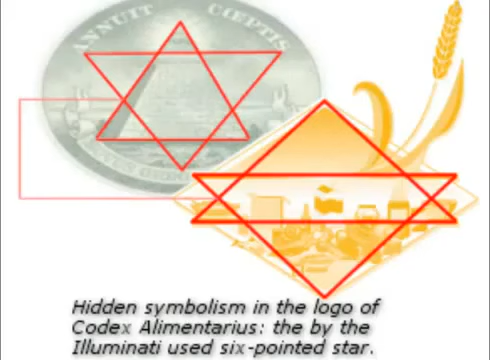 ANNUIT CŒPTIS
Hidden symbolism in the logo of
Codex Alimentarius: the by the
Illuminati used six-pointed star.